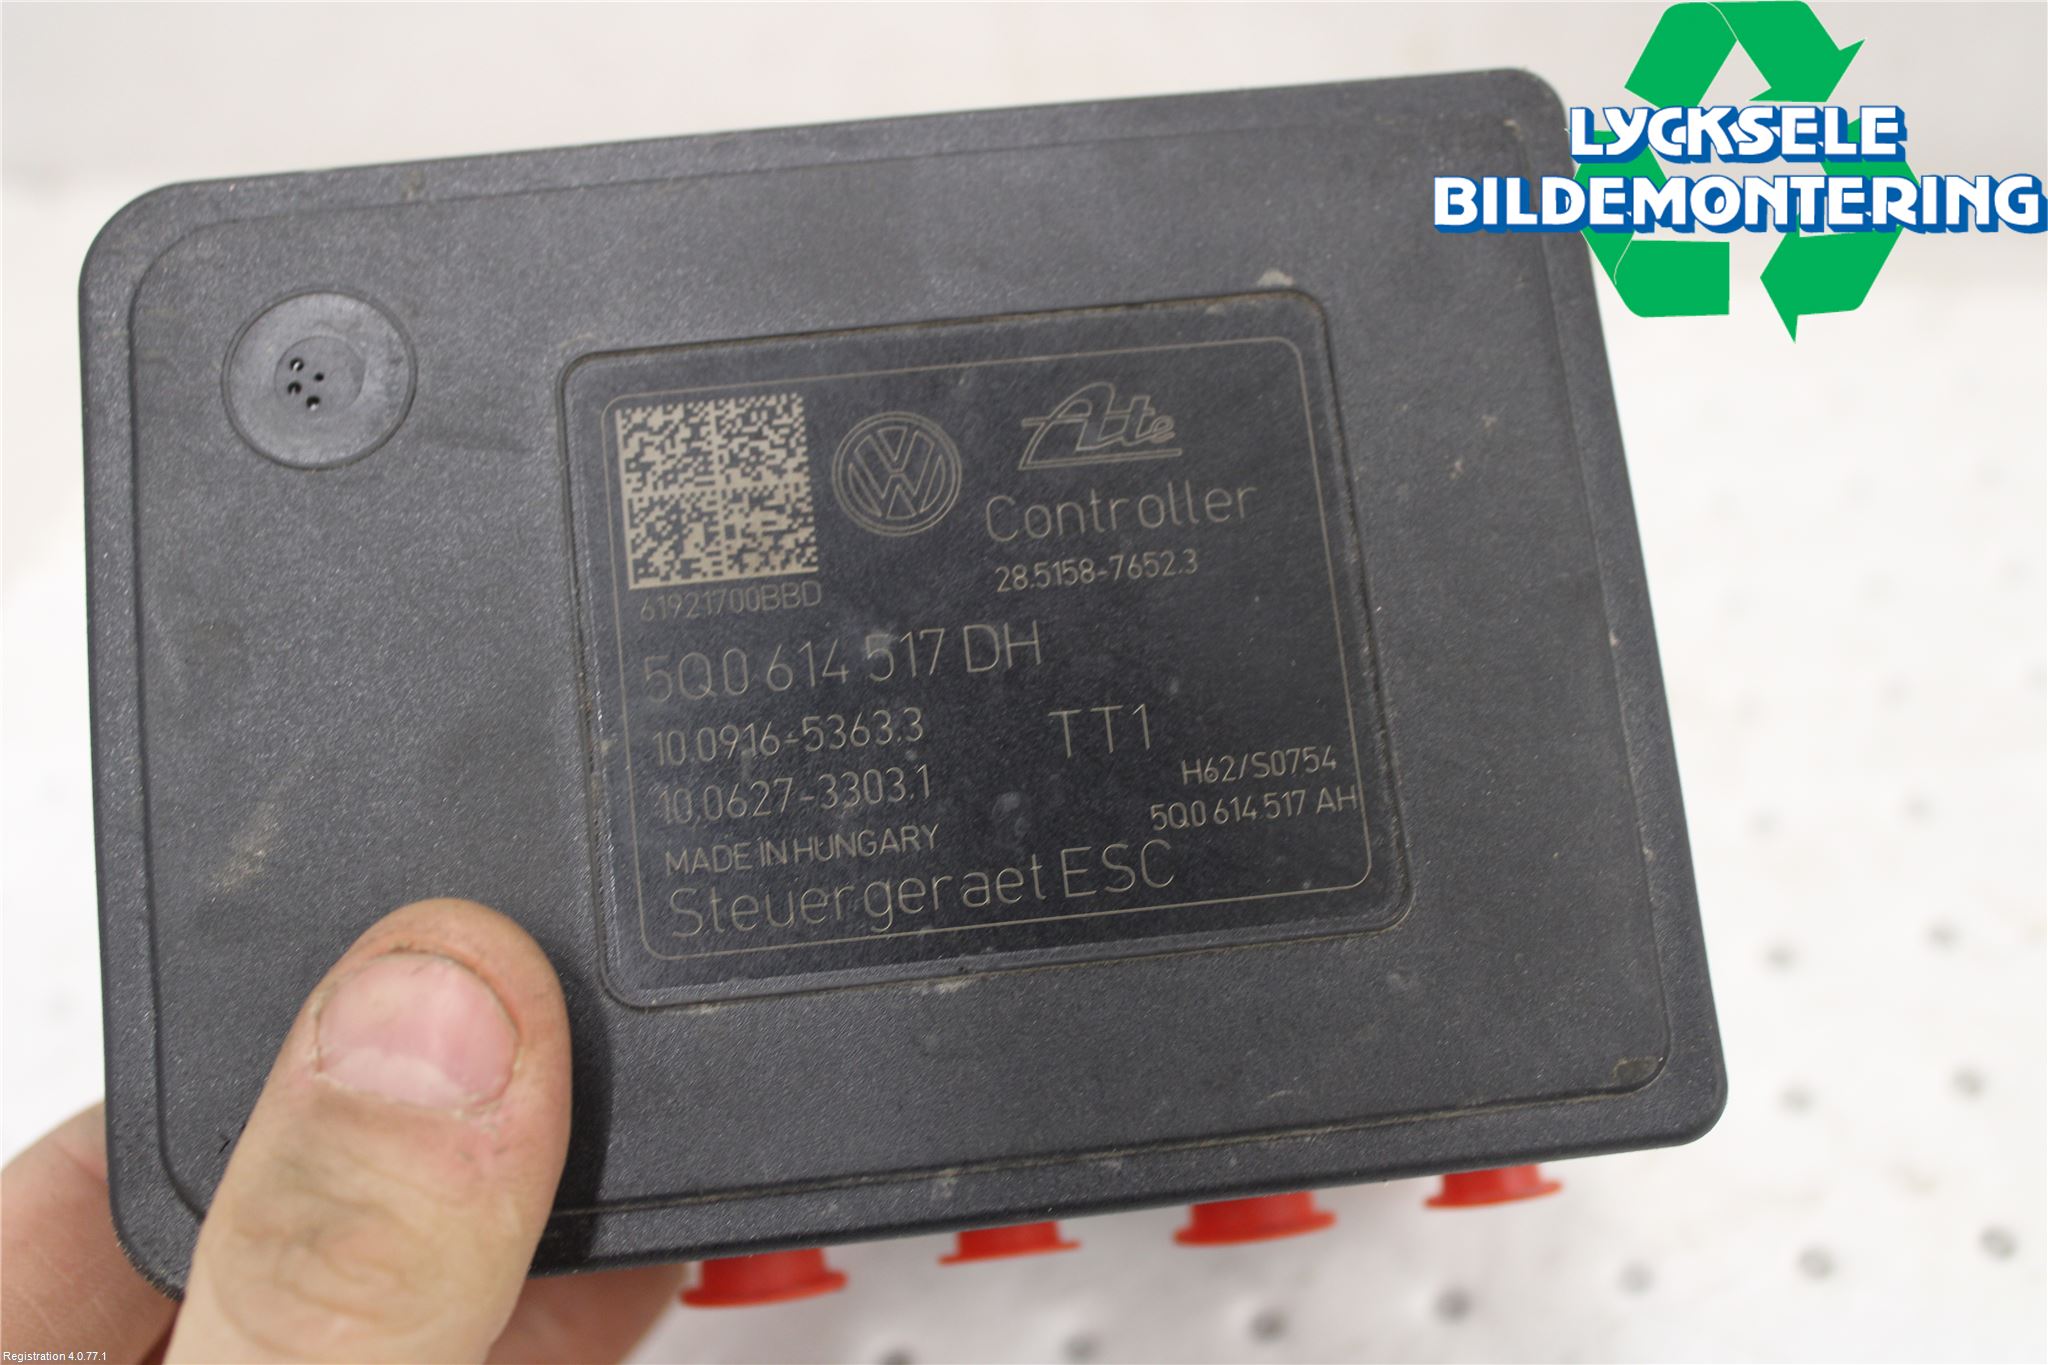 LYCKSELE
BILDEMONTERING
Ate
Controller
28.5158-7652.3
61921700BBD
5Q0 614 517 DH
10.0916-5363.3
TT1
10.0627-3303.1
H62/S0754
5Q0 614 517 AH
MADE IN HUNGARY
Steuergeraet ESC
Registration 4.0.77.1